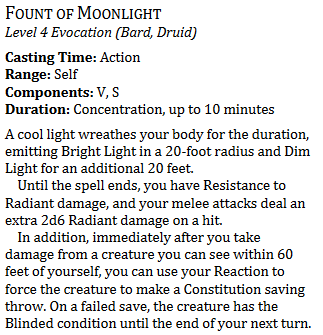 FOUNT OF MOONLIGHT
Level 4 Evocation (Bard, Druid)
Casting Time: Action
Range: Self
Components: V, S
Duration: Concentration, up to 10 minutes
A cool light wreathes your body for the duration,
emitting Bright Light in a 20-foot radius and Dim
Light for an additional 20 feet.
Until the spell ends, you have Resistance to
Radiant damage, and your melee attacks deal an
extra 2d6 Radiant damage on a hit.
In addition, immediately after you take
damage from a creature you can see within 60
feet of yourself, you can use your Reaction to
force the creature to make a Constitution saving
throw. On a failed save, the creature has the
Blinded condition until the end of your next turn.